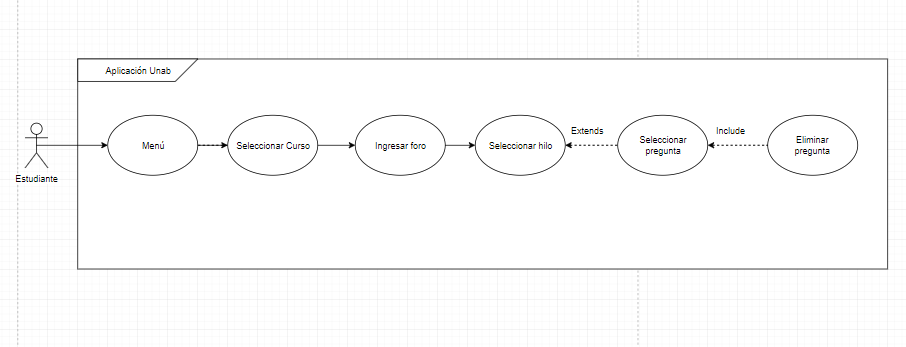 Aplicación Unab
Extends
Include
Menú
Seleccionar Curso
Ingresar foro
Seleccionar hilo
Seleccionar
pregunta
Eliminar
pregunta
Estudiante